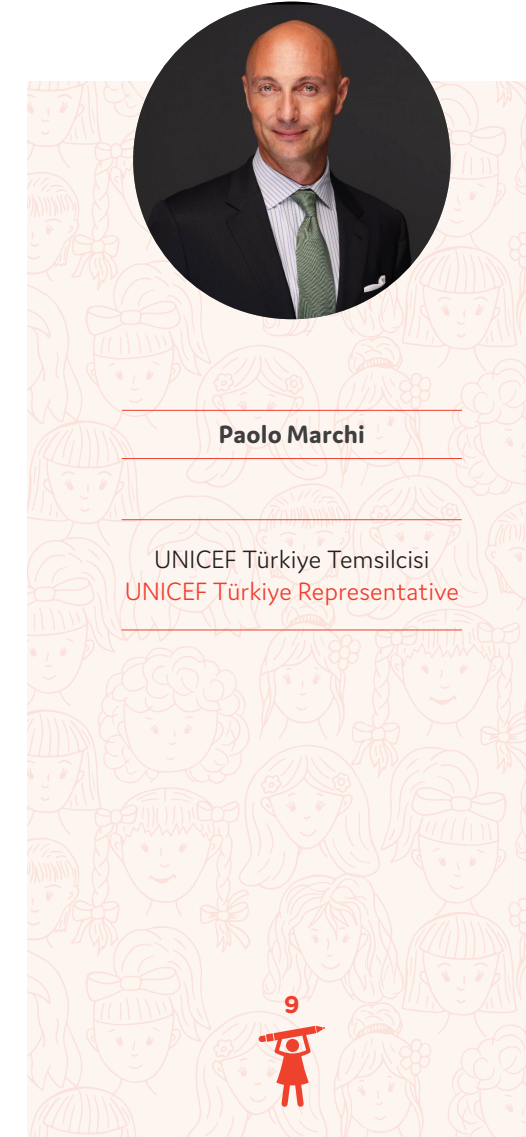 Paolo Marchi
UNICEF Türkiye Temsilcisi
UNICEF Türkiye Representative
9